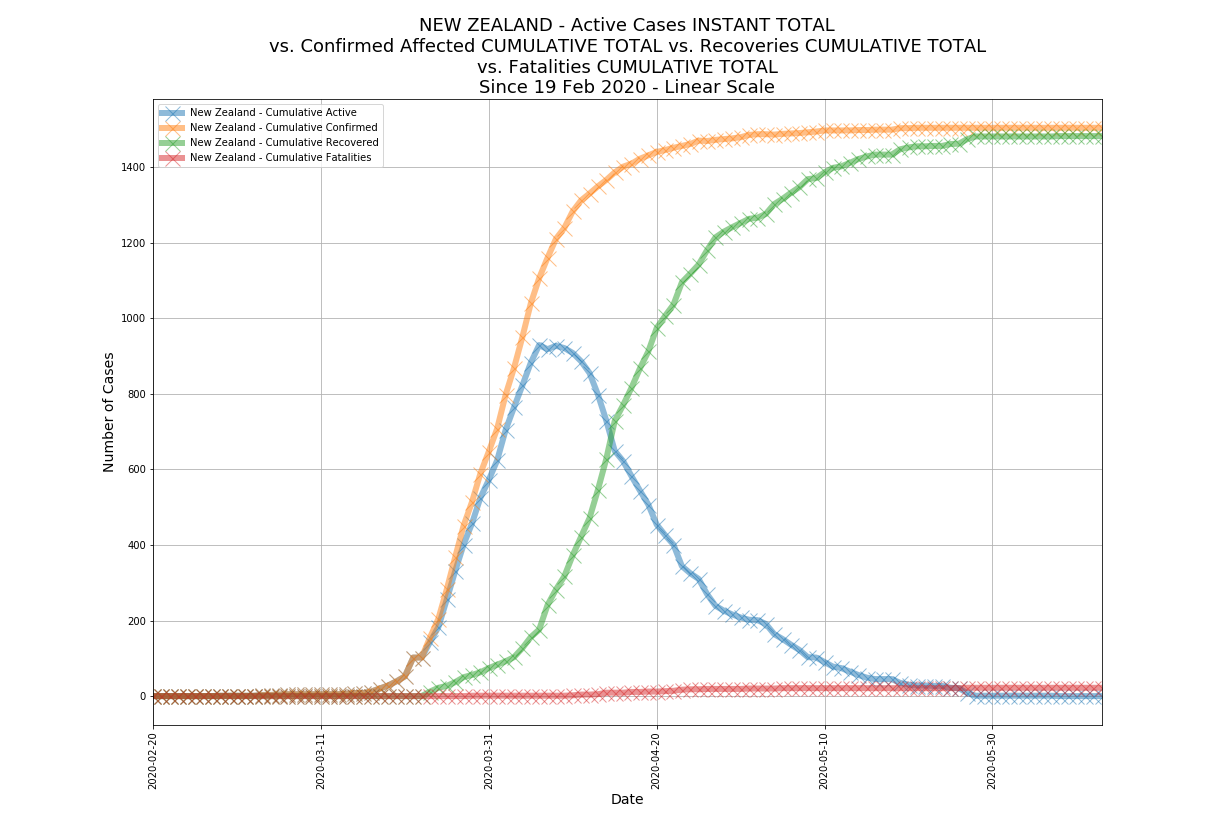 NEW ZEALAND - Active Cases INSTANT TOTAL
vs. Confirmed Affected CUMULATIVE TOTAL vs. Recoveries CUMULATIVE TOTAL
vs. Fatalities CUMULATIVE TOTAL
Since 19 Feb 2020 - Linear Scale
New Zealand - Cumulative Active
New Zealand - Cumulative Confirmed
New Zealand - Cumulative Recovered
New Zealand - Cumulative Fatalities
Number of Cases
1400
1200
1000
800
600
400
200
0
2020-02-20
2020-03-11
2020-03-31
2020-04-20
2020-05-10
2020-05-30
Date